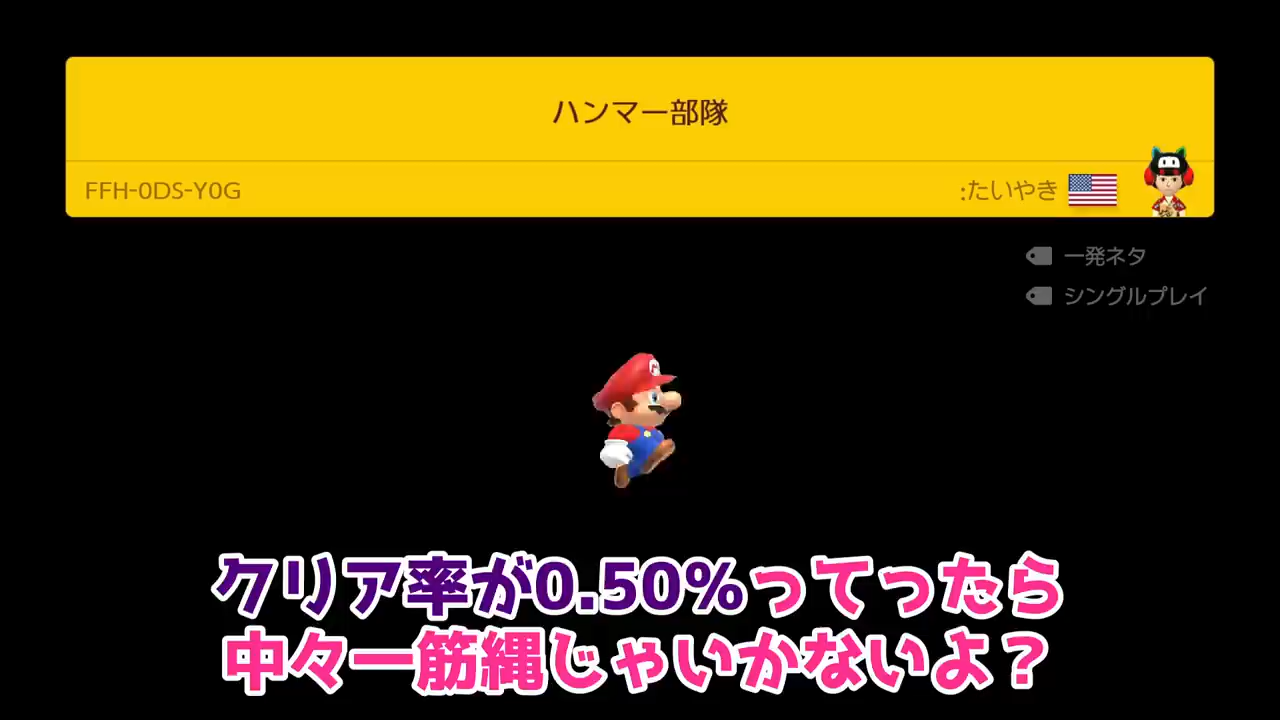 ハンマー部隊
FFH-0DS-Y0G
:たいやき
一発ネタ
シングルプレイ
クリア率が0.50%ってったら
中々一筋縄じゃいかないよ？